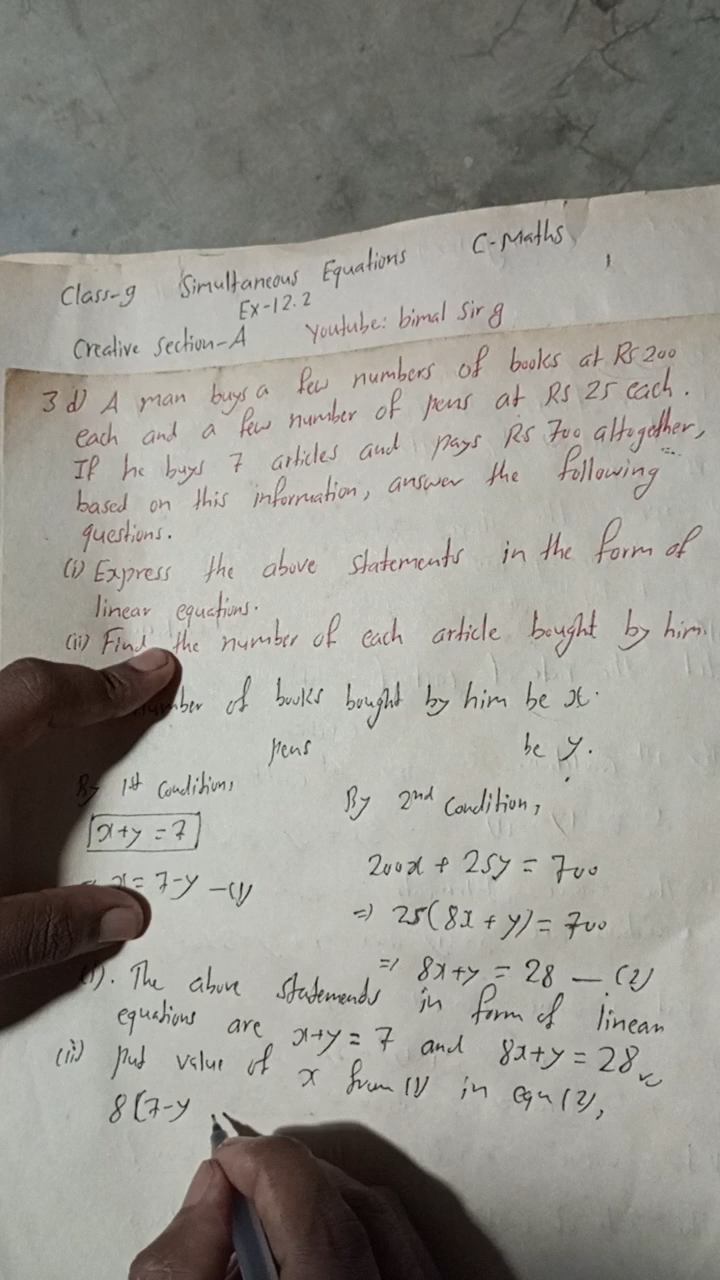 Class-9 Simultaneous Equations C-Maths
Ex-12.2
Creative Section-A Youtube: bimal Sir g
3 d) A man buys a few numbers of books at Rs 200
each and a few number of pens at Rs 25 each.
If he buys 7 articles and pays Rs 700 altogether,
based on this information, answer the following
questions.
(i) Express the above statements in the form of
linear equations.
(ii) Find the number of each article bought by him.
of books bought by him be x.
pens be y.
By 1st Condition,
By 2nd Condition,
x+y = 7
200x + 25y = 700
x = 7-y -(1)
=) 25(8x + y) = 700
=) 8x+y = 28 - (2)
The above statements in form of linear
equations are x+y = 7 and 8x+y = 28
(ii) put value of x from (1) in eqn (2),
8(7-y